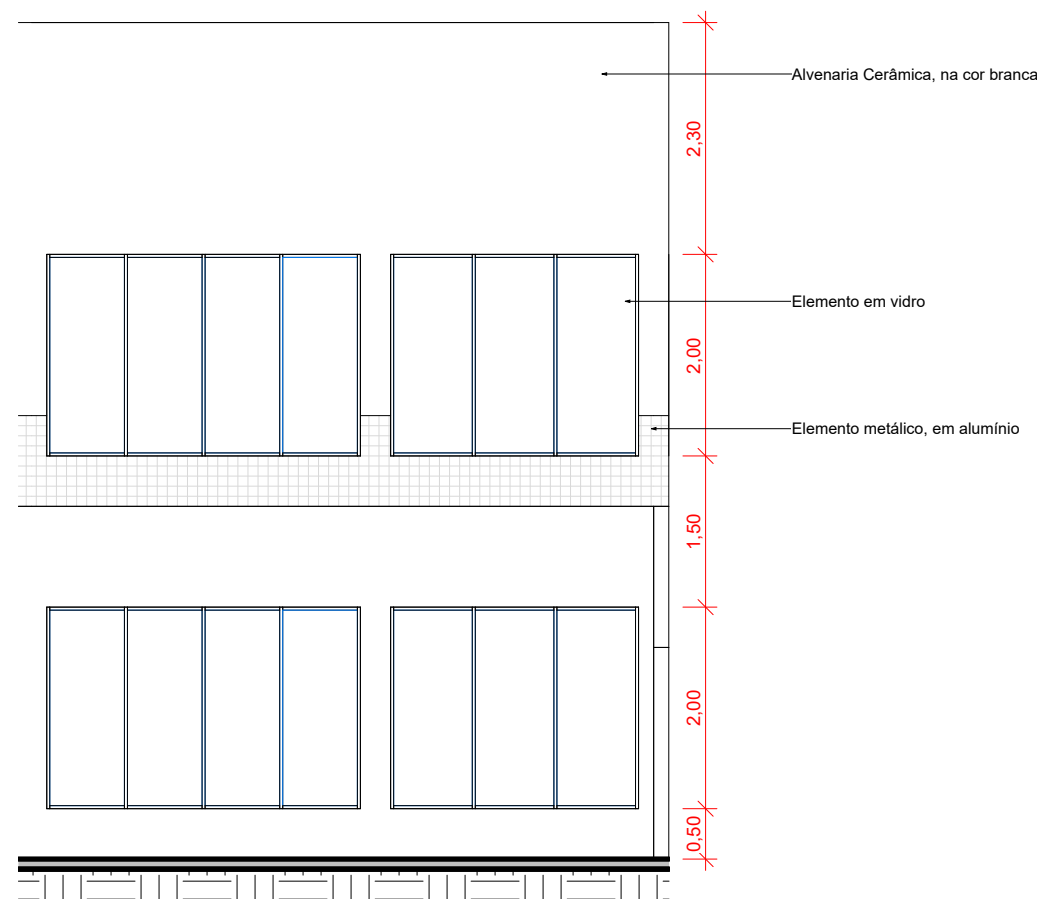 Alvenaria Cerâmica, na cor branca
2,30
Elemento em vidro
2,00
Elemento metálico, em alumínio
1,50
2,00
0,50